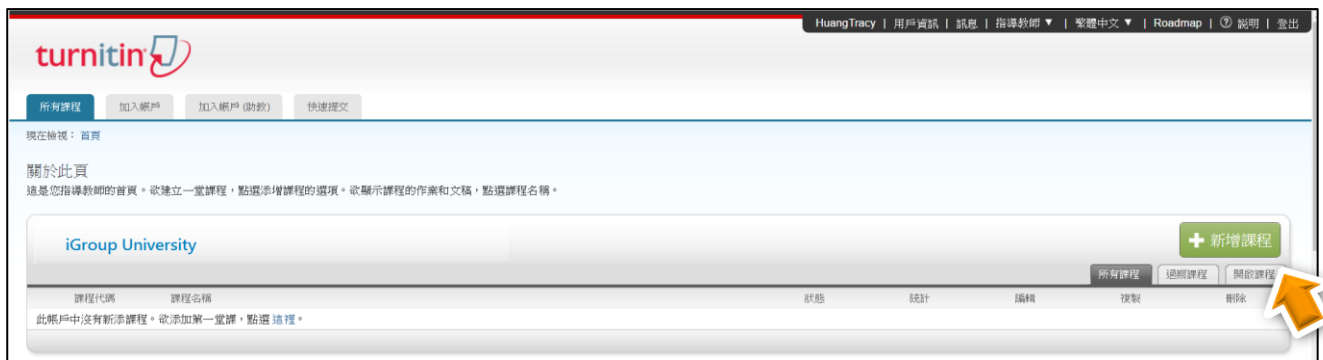 HuangTracy | 用戶資訊 | 訊息 | 指導教師 ▼ | 繁體中文 ▼ | Roadmap | ? 說明 | 登出
turnitin
所有課程 加入帳戶 加入帳戶 (助教) 快速提交
現在檢視： 首頁
關於此頁
這是您指導教師的首頁。欲建立一堂課程，點選添增課程的選項。欲顯示課程的作業和文稿，點選課程名稱。
iGroup University
新增課程
所有課程 過期課程 開啟課程
課程代碼 課程名稱 狀態 統計 編輯 複製 刪除
此帳戶中沒有新添課程。欲添加第一堂課，點選 這裡。